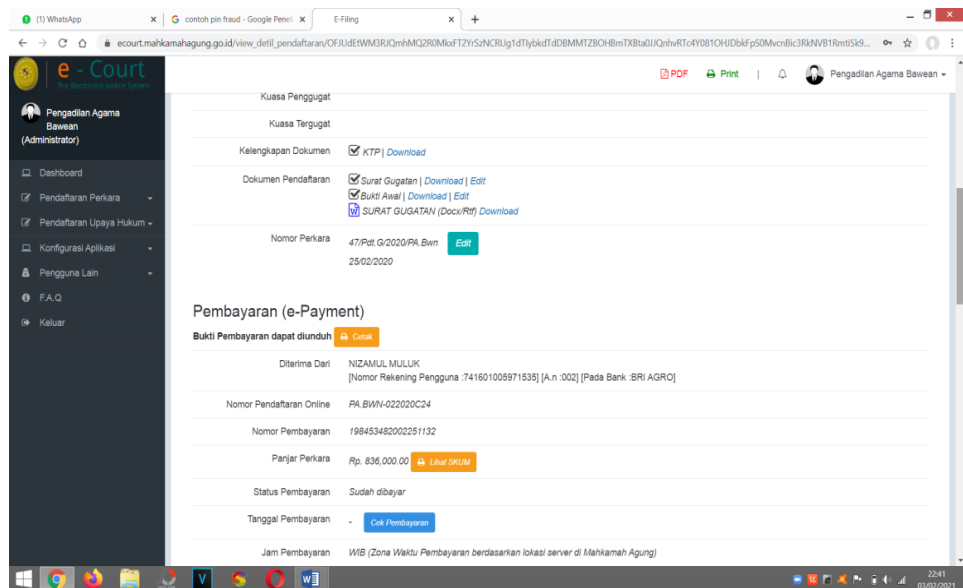 (1) WhatsApp
contoh pin fraud - Google Penel
E-Filing
ecourt.mahkamahagung.go.id/view_detil_pendaftaran/
e - Court
The Electronics Justice System
PDF
Print
|
Pengadilan Agama Bawean
Pengadilan Agama
Bawean
(Administrator)
Dashboard
Pendaftaran Perkara
Pendaftaran Upaya Hukum
Konfigurasi Aplikasi
Pengguna Lain
F.A.Q
Keluar
Kuasa Penggugat
Kuasa Tergugat
Kelengkapan Dokumen KTP | Download
Dokumen Pendaftaran Surat Gugatan | Download | Edit
Bukti Awal | Download | Edit
SURAT GUGATAN (Docx/Rtf) Download
Nomor Perkara 47/Pdt.G/2020/PA.Bwn Edit
25/02/2020
Pembayaran (e-Payment)
Bukti Pembayaran dapat diunduh Cetak
Diterima Dari NIZAMUL MULUK
[Nomor Rekening Pengguna :741601005971535] [A.n :002] [Pada Bank :BRI AGRO]
Nomor Pendaftaran Online PA.BWN-022020C24
Nomor Pembayaran 198453482002251132
Panjar Perkara Rp. 836,000.00 Lihat SKUM
Status Pembayaran Sudah dibayar
Tanggal Pembayaran - Cek Pembayaran
Jam Pembayaran WIB (Zona Waktu Pembayaran berdasarkan lokasi server di Mahkamah Agung)
22:41
03/02/2021